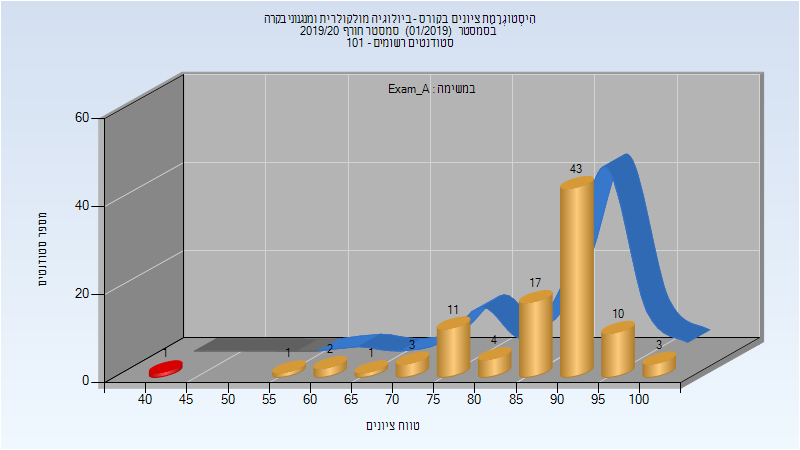 הִיסְטוֹגְרָמַת ציונים בקורס - ביולוגיה מולקולרית ומנגנוני בקרה
בסמסטר (01/2019) סמסטר חורף 2019/20
סטודנטים רשומים - 101
במשימה : Exam_A
מספר סטודנטים
60
40
20
0
1
1
2
1
3
11
4
17
43
10
3
40 45 50 55 60 65 70 75 80 85 90 95 100
טווח ציונים